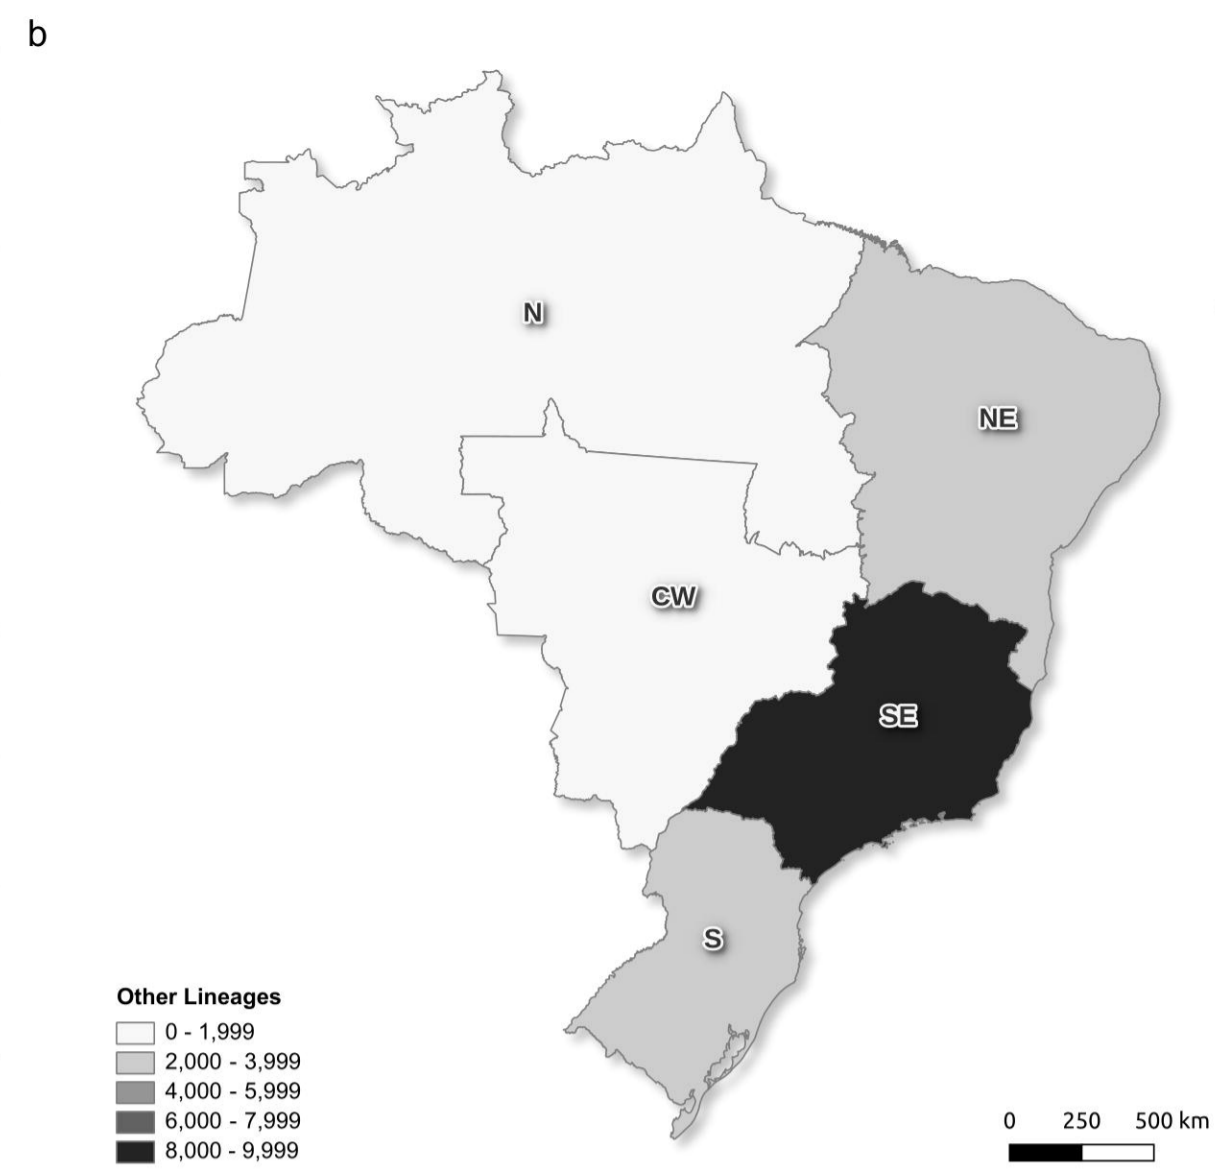 b
N
NE
CW
SE
S
Other Lineages
0 - 1,999
2,000 - 3,999
4,000 - 5,999
6,000 - 7,999
8,000 - 9,999
0 250 500 km